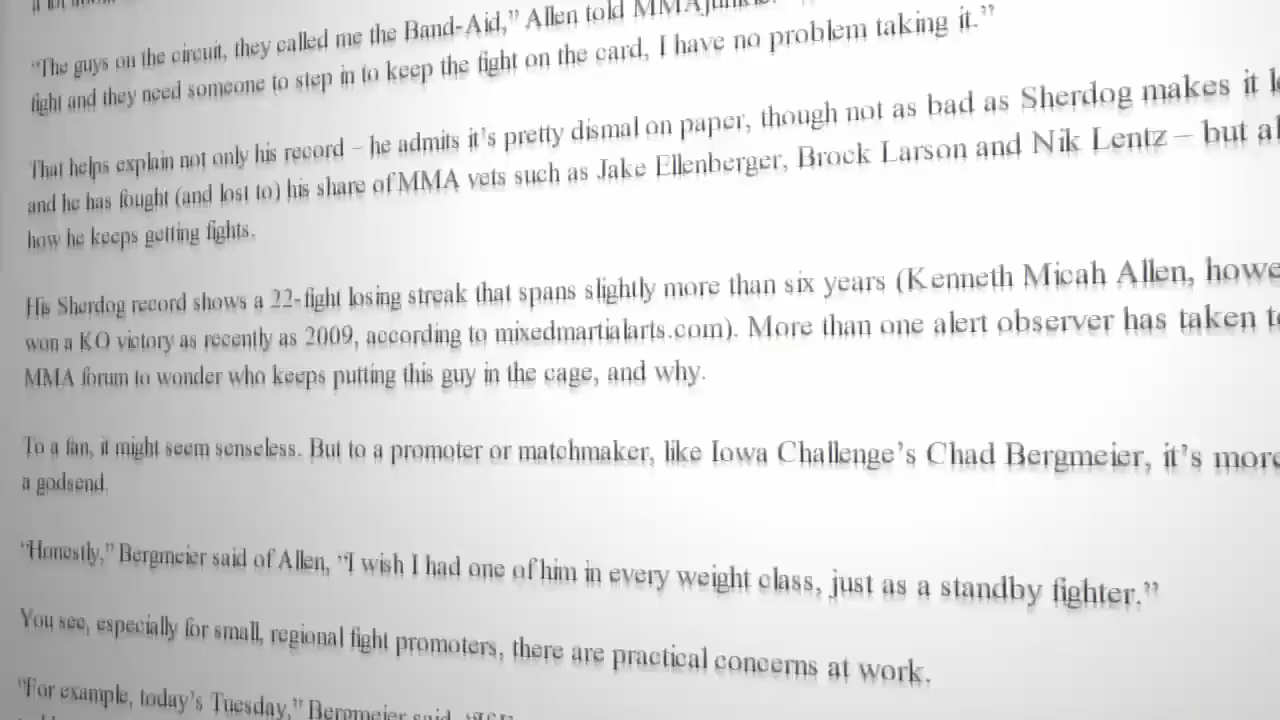 "The guys on the circuit, they called me the Band-Aid," Allen told MMAjunkie.
fight and they need someone to step in to keep the fight on the card, I have no problem taking it."
That helps explain not only his record – he admits it's pretty dismal on paper, though not as bad as Sherdog makes it
and he has fought (and lost to) his share of MMA vets such as Jake Ellenberger, Brock Larson and Nik Lentz – but
how he keeps getting fights.
His Sherdog record shows a 22-fight losing streak that spans slightly more than six years (Kenneth Micah Allen, howe
won a KO victory as recently as 2009, according to mixedmartialarts.com). More than one alert observer has taken
MMA forum to wonder who keeps putting this guy in the cage, and why.
To a fan, it might seem senseless. But to a promoter or matchmaker, like Iowa Challenge's Chad Bergmeier, it's more
a godsend.
"Honestly," Bergmeier said of Allen, "I wish I had one of him in every weight class, just as a standby fighter."
You see, especially for small, regional fight promoters, there are practical concerns at work.
"For example, today's Tuesday," Bergmeier said.